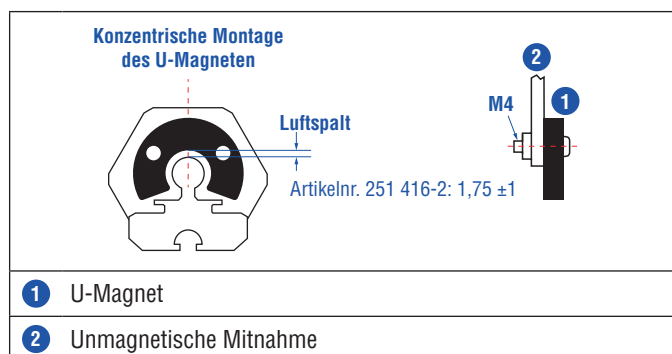 Konzentrische Montage
des U-Magneten
Luftspalt
Artikelnr. 251 416-2: 1,75 ±1
2
1
M4
1 U-Magnet
2 Unmagnetische Mitnahme